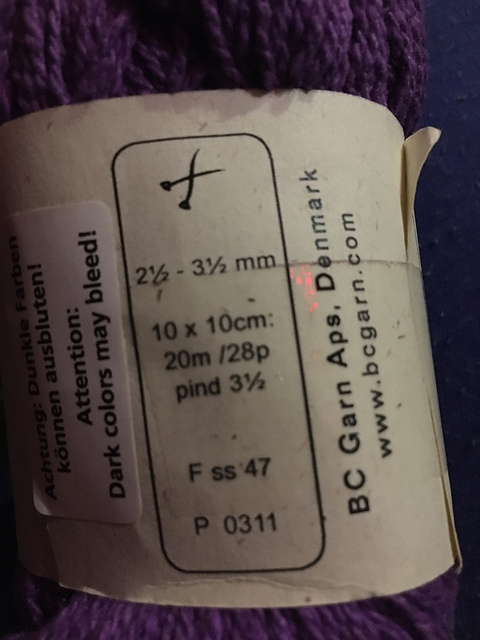 Achtung: Dunkle Farben
können ausbluten!
Attention:
Dark colors may bleed!
2½ - 3½ mm
10 x 10cm:
20m /28p
pind 3½
F ss 47
P 0311
BC Garn Aps, Denmark
www.bcgarn.com